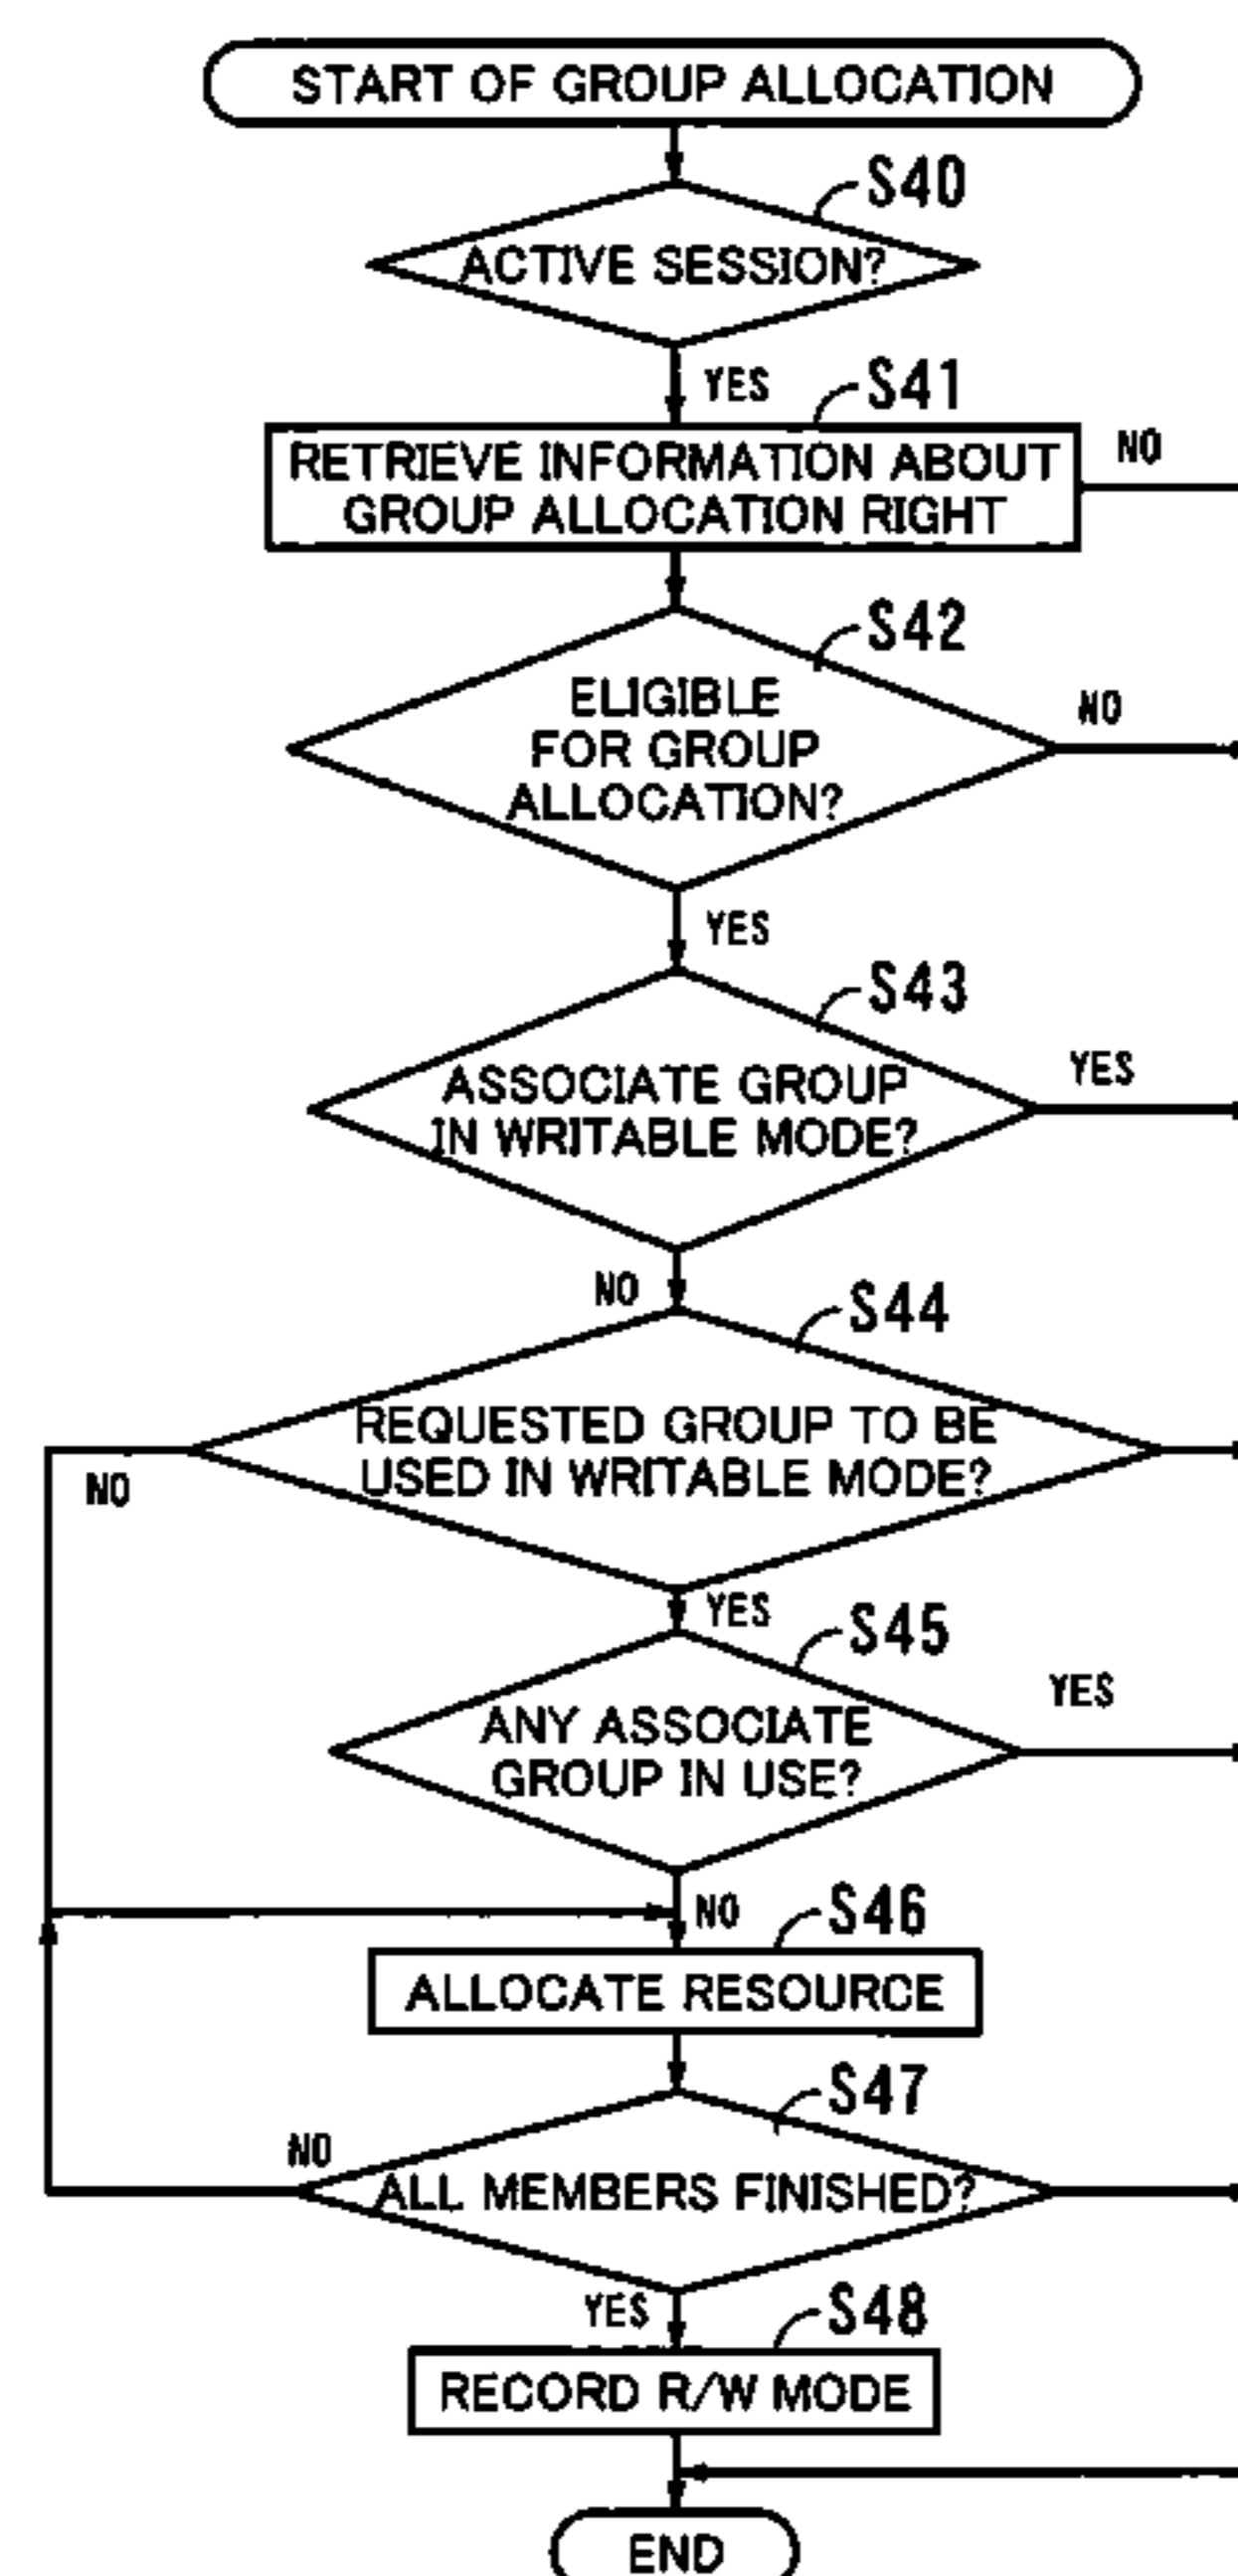 START OF GROUP ALLOCATION
S40
ACTIVE SESSION?
YES
S41
RETRIEVE INFORMATION ABOUT
GROUP ALLOCATION RIGHT
NO
S42
ELIGIBLE
FOR GROUP
ALLOCATION?
NO
YES
S43
ASSOCIATE GROUP
IN WRITABLE MODE?
YES
NO
S44
REQUESTED GROUP TO BE
USED IN WRITABLE MODE?
NO
YES
S45
ANY ASSOCIATE
GROUP IN USE?
YES
NO
S46
ALLOCATE RESOURCE
S47
NO
ALL MEMBERS FINISHED?
YES
S48
RECORD R/W MODE
END